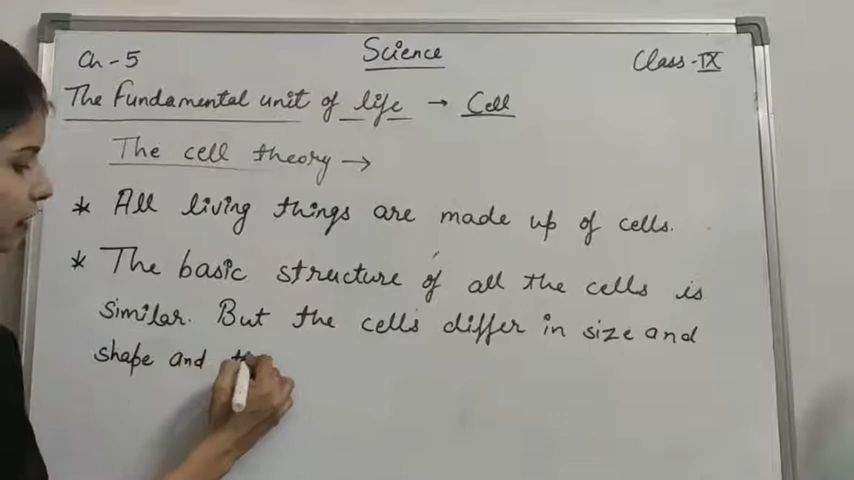 Ch - 5 Science Class - IX
The Fundamental unit of life → Cell
The cell theory →
* All living things are made up of cells.
* The basic structure of all the cells is
similar. But the cells differ in size and
shape and